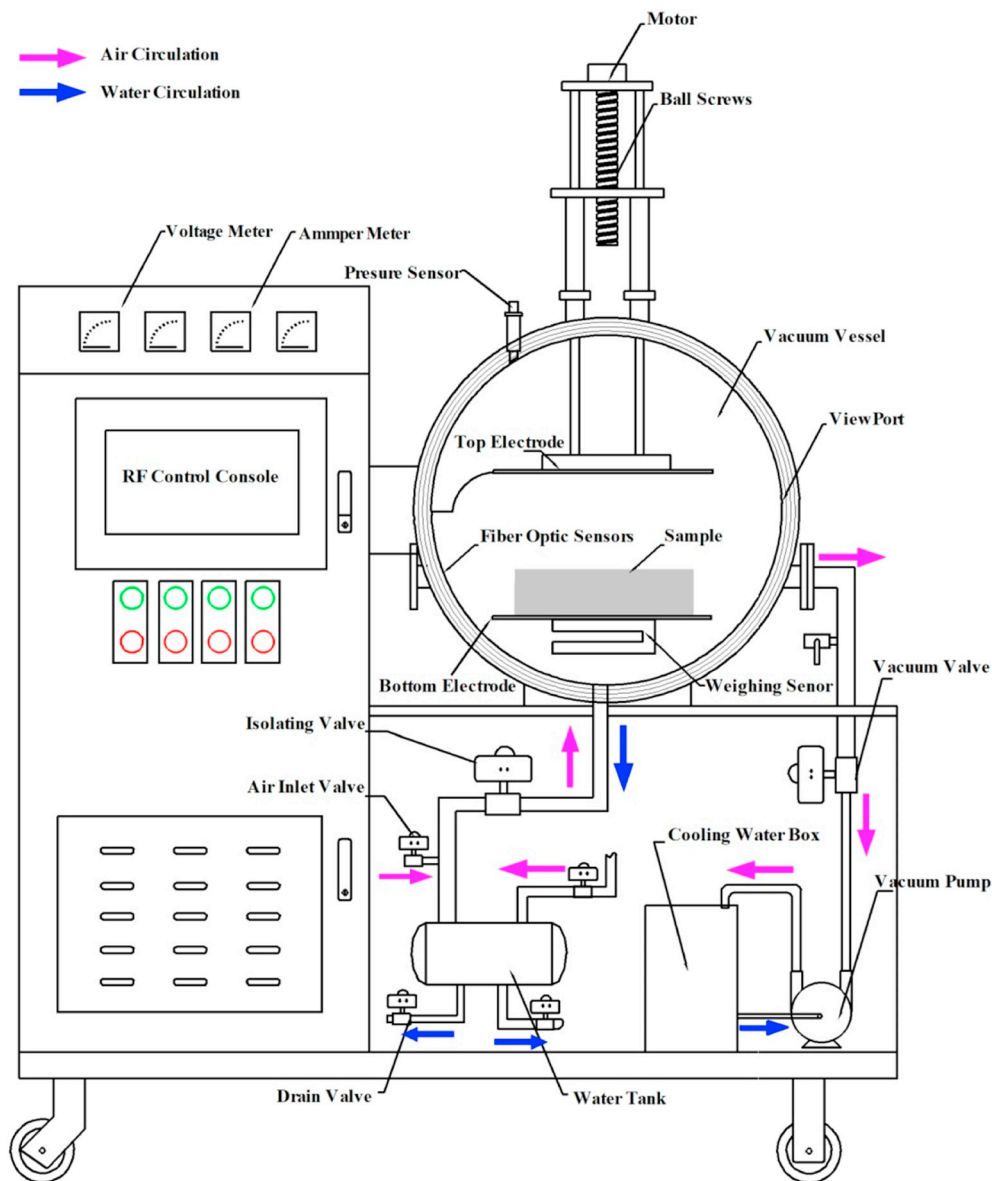 Motor
Air Circulation
Water Circulation
Ball Screws
Voltage Meter
Ammper Meter
Presure Sensor
Vacuum Vessel
ViewPort
Top Electrode
RF Control Console
Fiber Optic Sensors
Sample
Bottom Electrode
Weighing Senor
Vacuum Valve
Isolating Valve
Air Inlet Valve
Cooling Water Box
Vacuum Pump
Drain Valve
Water Tank